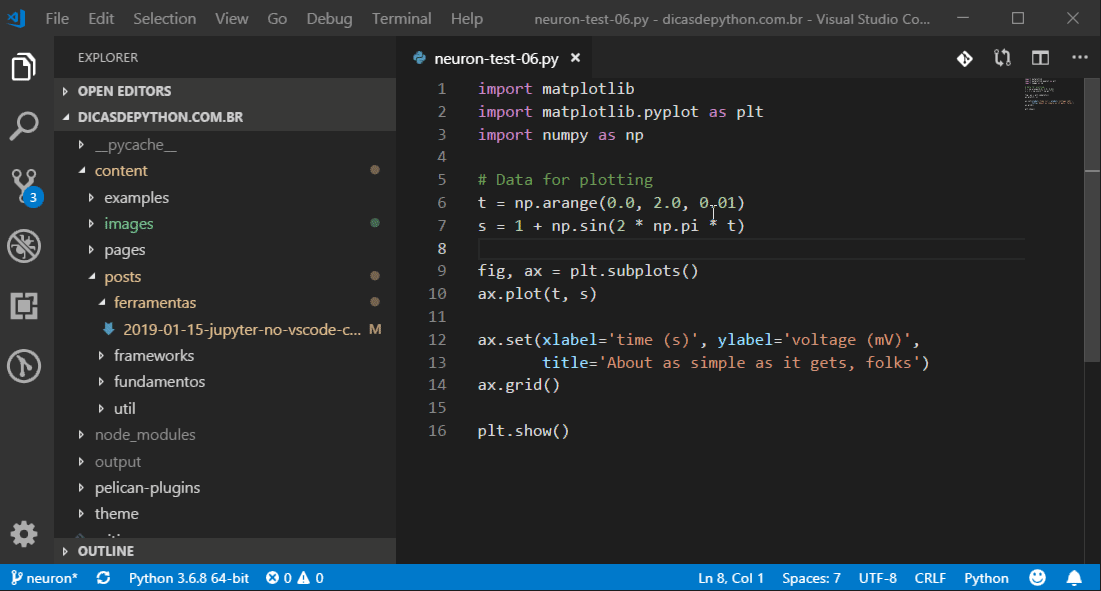 File Edit Selection View Go Debug Terminal Help neuron-test-06.py - dicasdepython.com.br - Visual Studio Co...
EXPLORER
OPEN EDITORS
DICASDEPYTHON.COM.BR
__pycache__
content
examples
images
pages
posts
ferramentas
2019-01-15-jupyter-no-vscode-c... M
frameworks
fundamentos
util
node_modules
output
pelican-plugins
theme
OUTLINE
3
neuron-test-06.py
1 import matplotlib
2 import matplotlib.pyplot as plt
3 import numpy as np
4
5 # Data for plotting
6 t = np.arange(0.0, 2.0, 0.01)
7 s = 1 + np.sin(2 * np.pi * t)
8
9 fig, ax = plt.subplots()
10 ax.plot(t, s)
11
12 ax.set(xlabel='time (s)', ylabel='voltage (mV)',
13 title='About as simple as it gets, folks')
14 ax.grid()
15
16 plt.show()
neuron* Python 3.6.8 64-bit 0 0 Ln 8, Col 1 Spaces: 7 UTF-8 CRLF Python